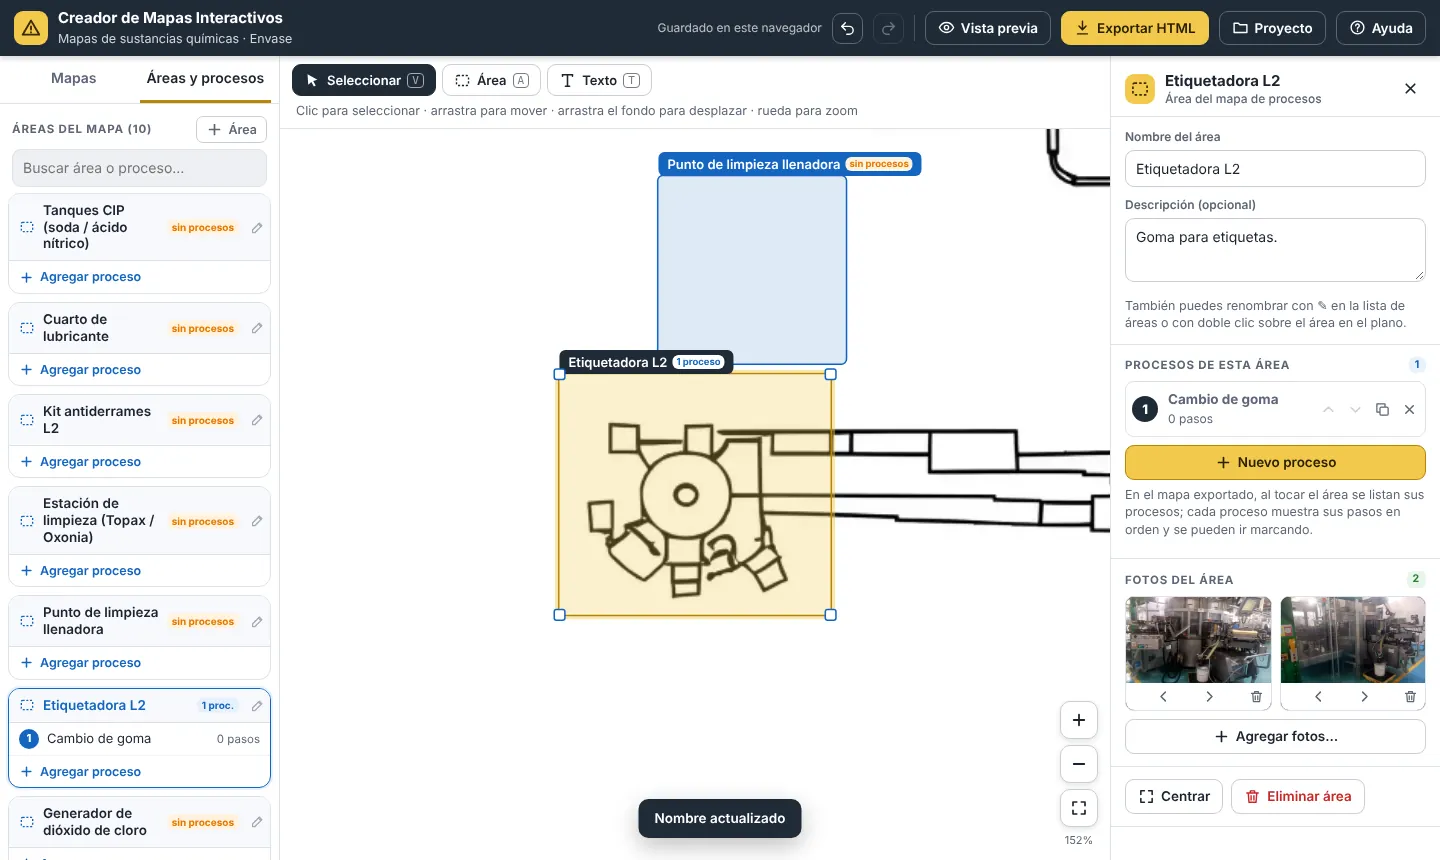 Creador de Mapas Interactivos
Mapas de sustancias químicas · Envase
Guardado en este navegador
Vista previa
Exportar HTML
Proyecto
Ayuda
Mapas
Áreas y procesos
ÁREAS DEL MAPA (10)
Área
Buscar área o proceso...
Tanques CIP
(soda / ácido
nítrico)
sin procesos
Agregar proceso
Cuarto de
lubricante
sin procesos
Agregar proceso
Kit antiderrames
L2
sin procesos
Agregar proceso
Estación de
limpieza (Topax /
Oxonia)
sin procesos
Agregar proceso
Punto de limpieza
llenadora
sin procesos
Agregar proceso
Etiquetadora L2
1 proc.
1 Cambio de goma 0 pasos
Agregar proceso
Generador de
dióxido de cloro
sin procesos
Seleccionar V
Área A
Texto T
Clic para seleccionar · arrastra para mover · arrastra el fondo para desplazar · rueda para zoom
Punto de limpieza llenadora sin procesos
Etiquetadora L2 1 proceso
Nombre actualizado
152%
Etiquetadora L2
Área del mapa de procesos
Nombre del área
Etiquetadora L2
Descripción (opcional)
Goma para etiquetas.
También puedes renombrar con ✎ en la lista de
áreas o con doble clic sobre el área en el plano.
PROCESOS DE ESTA ÁREA 1
1 Cambio de goma
0 pasos
Nuevo proceso
En el mapa exportado, al tocar el área se listan sus
procesos; cada proceso muestra sus pasos en
orden y se pueden ir marcando.
FOTOS DEL ÁREA 2
Agregar fotos...
Centrar
Eliminar área